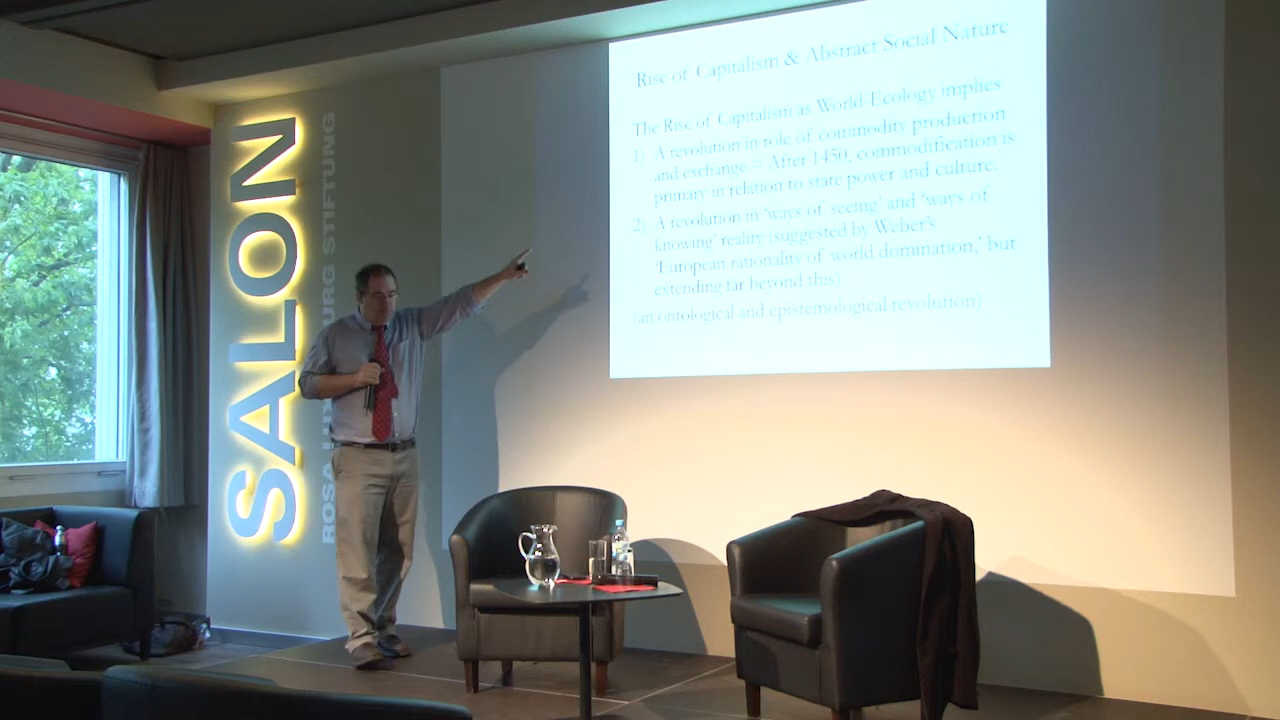 SALON
ROSA LUXEMBURG STIFTUNG
Rise of Capitalism & Abstract Social Nature
The Rise of Capitalism as World-Ecology implies
1) A revolution in role of commodity production
and exchange = After 1450, commodification is
primary in relation to state power and culture.
2) A revolution in ‘ways of seeing’ and ‘ways of
knowing’ reality (suggested by Weber’s
‘European rationality of world domination,’ but
extending far beyond this)
(an ontological and epistemological revolution)